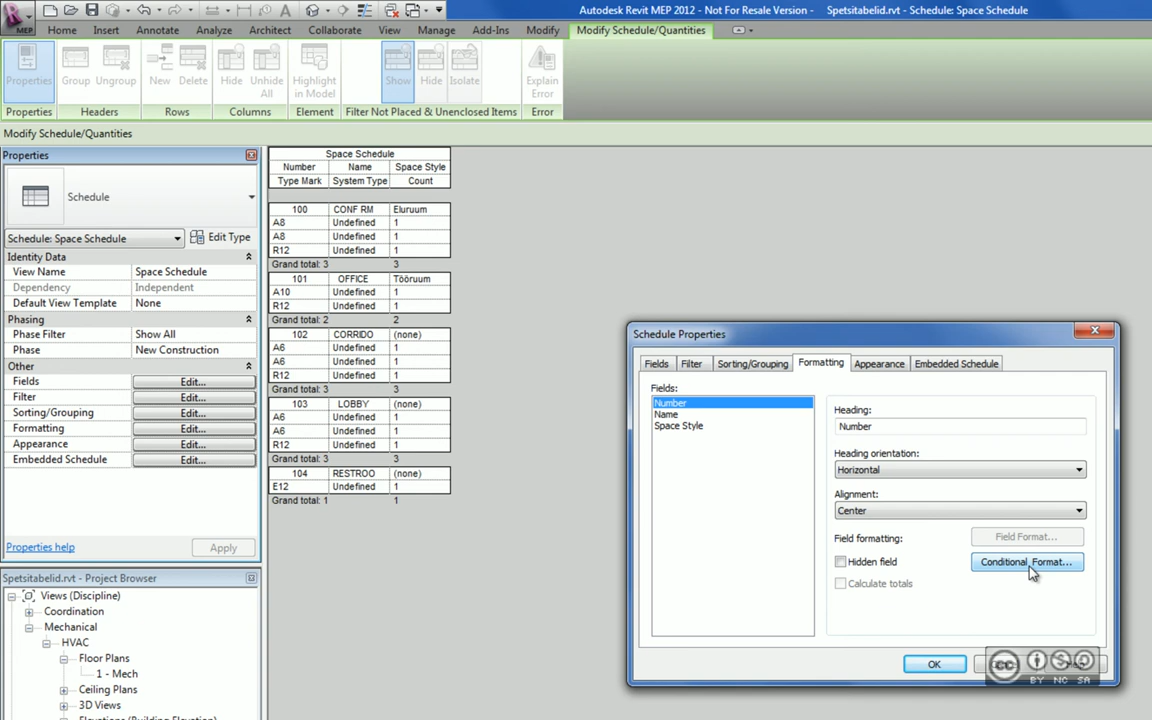 Autodesk Revit MEP 2012 - Not For Resale Version - Spetsitabelid.rvt - Schedule: Space Schedule
MEP Home Insert Annotate Analyze Architect Collaborate View Manage Add-Ins Modify Modify Schedule/Quantities
Properties Group Ungroup New Delete Hide Unhide All Highlight in Model Show Hide Isolate Explain Error
Properties Headers Rows Columns Element Filter Not Placed & Unenclosed Items Error
Modify Schedule/Quantities
Properties
Schedule
Schedule: Space Schedule Edit Type
Identity Data
View Name Space Schedule
Dependency Independent
Default View Template None
Phasing
Phase Filter Show All
Phase New Construction
Other
Fields Edit...
Filter Edit...
Sorting/Grouping Edit...
Formatting Edit...
Appearance Edit...
Embedded Schedule Edit...
Properties help Apply
Spetsitabelid.rvt - Project Browser
Views (Discipline)
Coordination
Mechanical
HVAC
Floor Plans
1 - Mech
Ceiling Plans
3D Views
Elevations (Building Elevation)
Space Schedule
Number Name Space Style
Type Mark System Type Count
100 CONF RM Eluruum
A8 Undefined 1
A8 Undefined 1
R12 Undefined 1
Grand total: 3 3
101 OFFICE Tööruum
A10 Undefined 1
R12 Undefined 1
Grand total: 2 2
102 CORRIDO (none)
A6 Undefined 1
A6 Undefined 1
R12 Undefined 1
Grand total: 3 3
103 LOBBY (none)
A6 Undefined 1
A6 Undefined 1
R12 Undefined 1
Grand total: 3 3
104 RESTROO (none)
E12 Undefined 1
Grand total: 1 1
Schedule Properties
Fields Filter Sorting/Grouping Formatting Appearance Embedded Schedule
Fields:
Number
Name
Space Style
Heading:
Number
Heading orientation:
Horizontal
Alignment:
Center
Field formatting: Field Format...
Hidden field Conditional Format...
Calculate totals
OK Help
cc BY NC SA